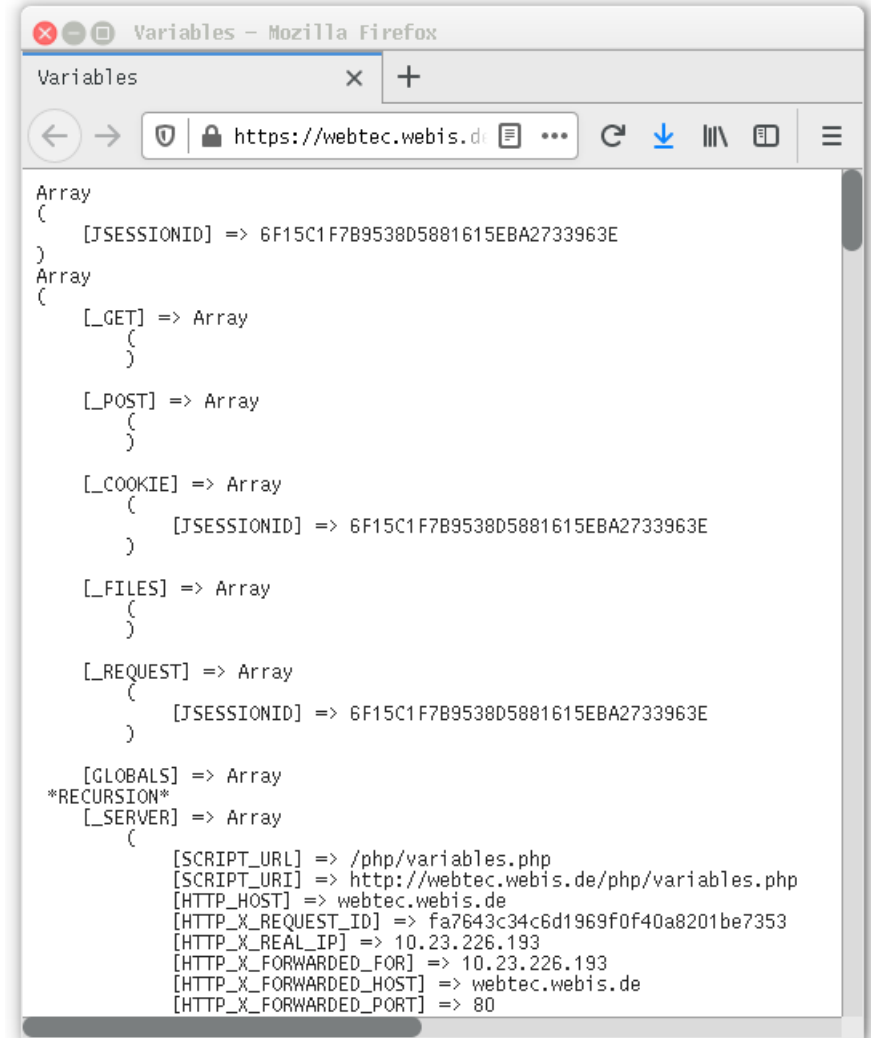 Variables - Mozilla Firefox
Variables
https://webtec.webis.de
Array
(
    [JSESSIONID] => 6F15C1F7B9538D5881615EBA2733963E
)
Array
(
    [_GET] => Array
        (
        )

    [_POST] => Array
        (
        )

    [_COOKIE] => Array
        (
            [JSESSIONID] => 6F15C1F7B9538D5881615EBA2733963E
        )

    [_FILES] => Array
        (
        )

    [_REQUEST] => Array
        (
            [JSESSIONID] => 6F15C1F7B9538D5881615EBA2733963E
        )

    [GLOBALS] => Array
 *RECURSION*
    [_SERVER] => Array
        (
            [SCRIPT_URL] => /php/variables.php
            [SCRIPT_URI] => http://webtec.webis.de/php/variables.php
            [HTTP_HOST] => webtec.webis.de
            [HTTP_X_REQUEST_ID] => fa7643c34c6d1969f0f40a8201be7353
            [HTTP_X_REAL_IP] => 10.23.226.193
            [HTTP_X_FORWARDED_FOR] => 10.23.226.193
            [HTTP_X_FORWARDED_HOST] => webtec.webis.de
            [HTTP_X_FORWARDED_PORT] => 80